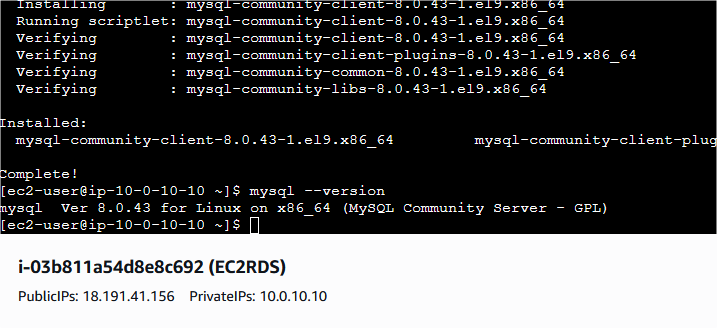 Installing : mysql-community-client-8.0.43-1.el9.x86_64
Running scriptlet: mysql-community-client-8.0.43-1.el9.x86_64
Verifying : mysql-community-client-8.0.43-1.el9.x86_64
Verifying : mysql-community-client-plugins-8.0.43-1.el9.x86_64
Verifying : mysql-community-common-8.0.43-1.el9.x86_64
Verifying : mysql-community-libs-8.0.43-1.el9.x86_64
Installed:
mysql-community-client-8.0.43-1.el9.x86_64 mysql-community-client-plug
Complete!
[ec2-user@ip-10-0-10-10 ~]$ mysql --version
mysql Ver 8.0.43 for Linux on x86_64 (MySQL Community Server - GPL)
[ec2-user@ip-10-0-10-10 ~]$
i-03b811a54d8e8c692 (EC2RDS)
PublicIPs: 18.191.41.156 PrivateIPs: 10.0.10.10